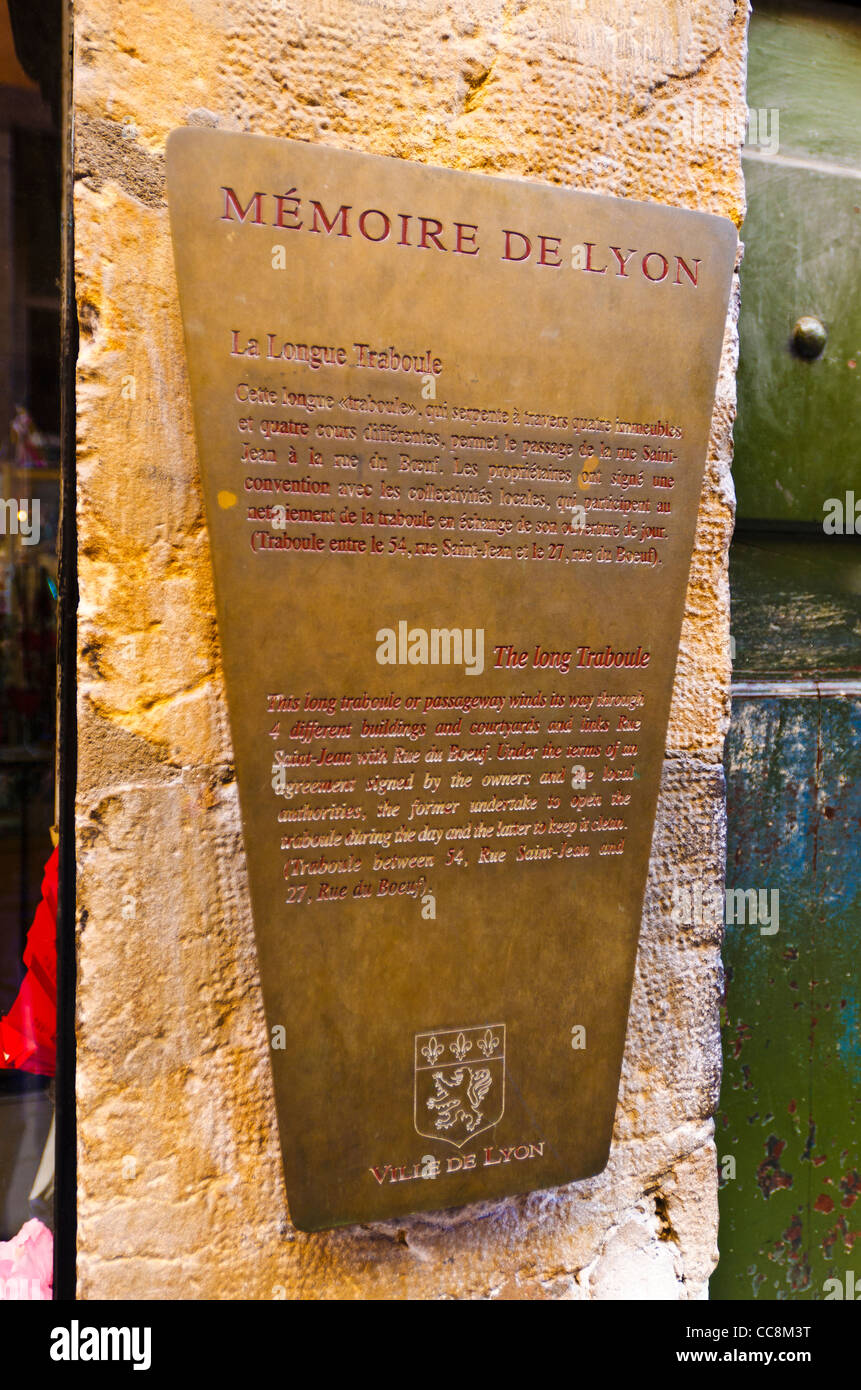 MÉMOIRE DE LYON
La Longue Traboule
Cette longue «traboule», qui serpente à travers quatre immeubles
et quatre cours différentes, permet le passage de la rue Saint-
Jean à la rue du Bœuf. Les propriétaires ont signé une
convention avec les collectivités locales, qui participent au
nettoiement de la traboule en échange de son ouverture de jour.
(Traboule entre le 54, rue Saint-Jean et le 27, rue du Boeuf).
The long Traboule
This long traboule or passageway winds its way through
4 different buildings and courtyards and links Rue
Saint-Jean with Rue du Boeuf. Under the terms of an
agreement signed by the owners and the local
authorities, the former undertake to open the
traboule during the day and the latter to keep it clean.
(Traboule between 54, Rue Saint-Jean and
27, Rue du Boeuf).
VILLE DE LYON
alamy
alamy
Image ID: CC8M3T
www.alamy.com